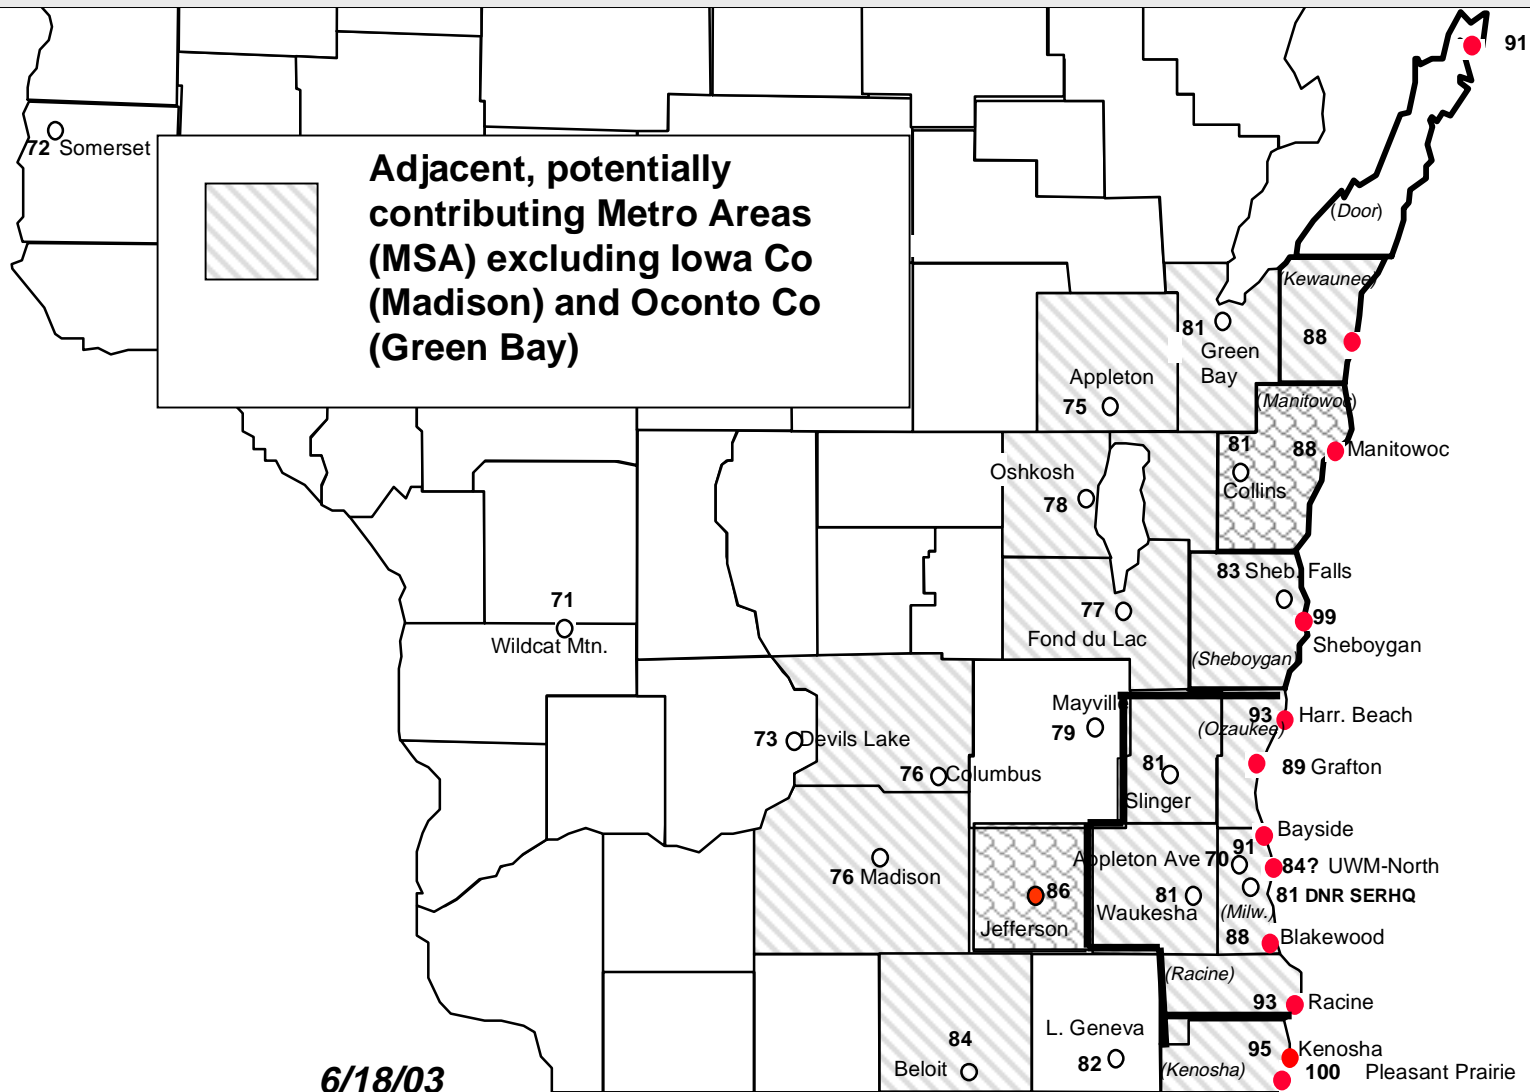 91
72 Somerset
Adjacent, potentially
contributing Metro Areas
(MSA) excluding Iowa Co
(Madison) and Oconto Co
(Green Bay)
(Door)
(Kewaunee)
88
81
Green
Bay
Appleton
75
(Manitowoc)
81
88 Manitowoc
Collins
Oshkosh
78
83 Sheb. Falls
77
Fond du Lac
99
Sheboygan
(Sheboygan)
71
Wildcat Mtn.
Mayville
79
93 Harr. Beach
(Ozaukee)
73 Devils Lake
76 Columbus
81
Slinger
89 Grafton
Bayside
91
Appleton Ave 70
84? UWM-North
76 Madison
86
Jefferson
81
Waukesha
81 DNR SERHQ
(Milw.)
88 Blakewood
(Racine)
93 Racine
84
Beloit
L. Geneva
82
95 Kenosha
(Kenosha)
100 Pleasant Prairie
6/18/03